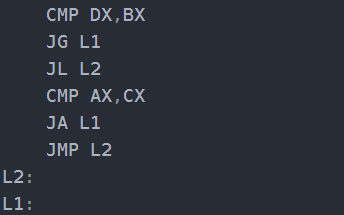 CMP DX,BX
JG L1
JL L2
CMP AX,CX
JA L1
JMP L2
L2:
L1: